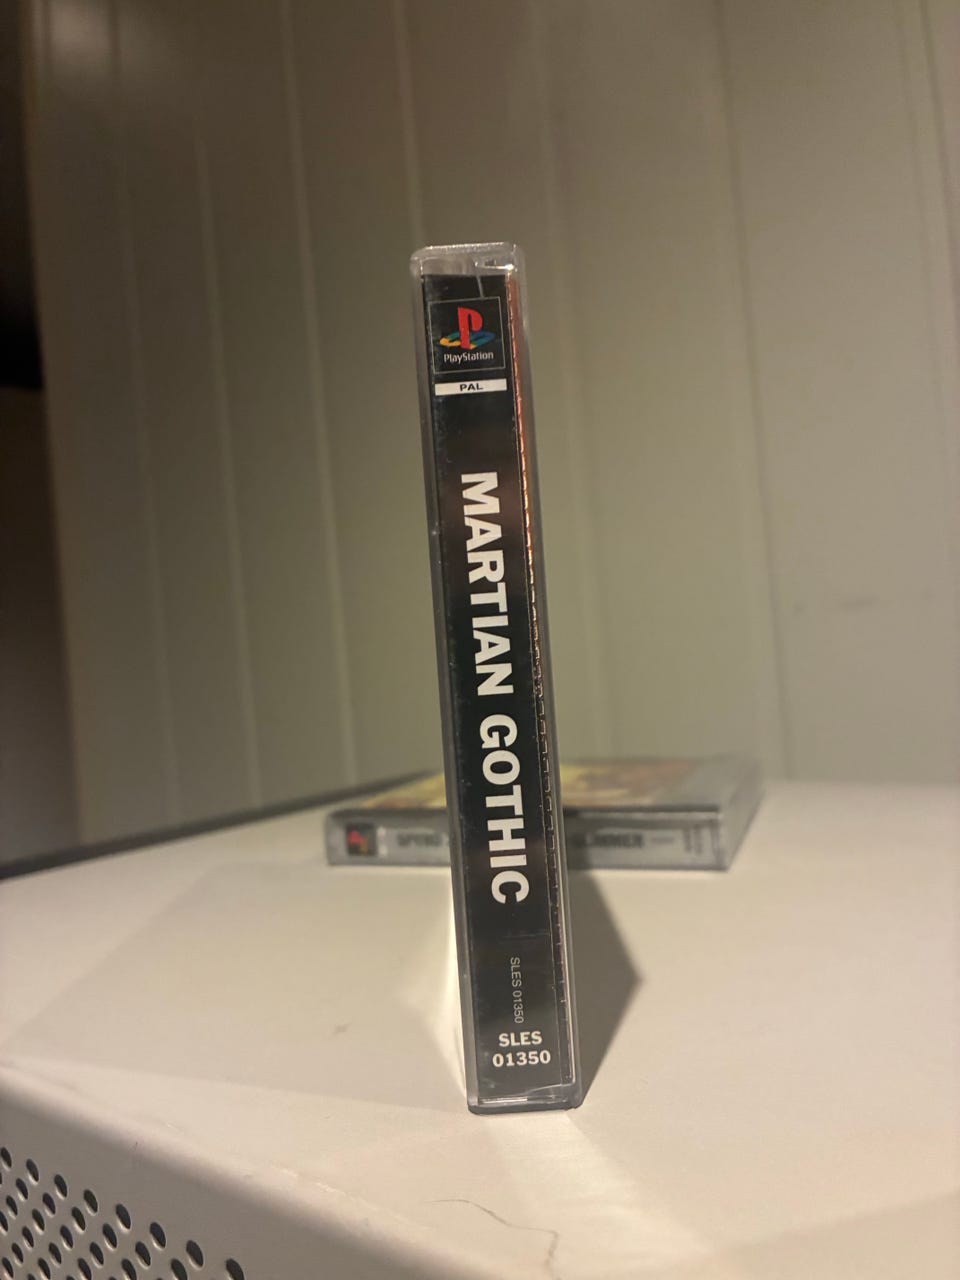 PlayStation
PAL
MARTIAN GOTHIC
SLES 01350
SLES
01350